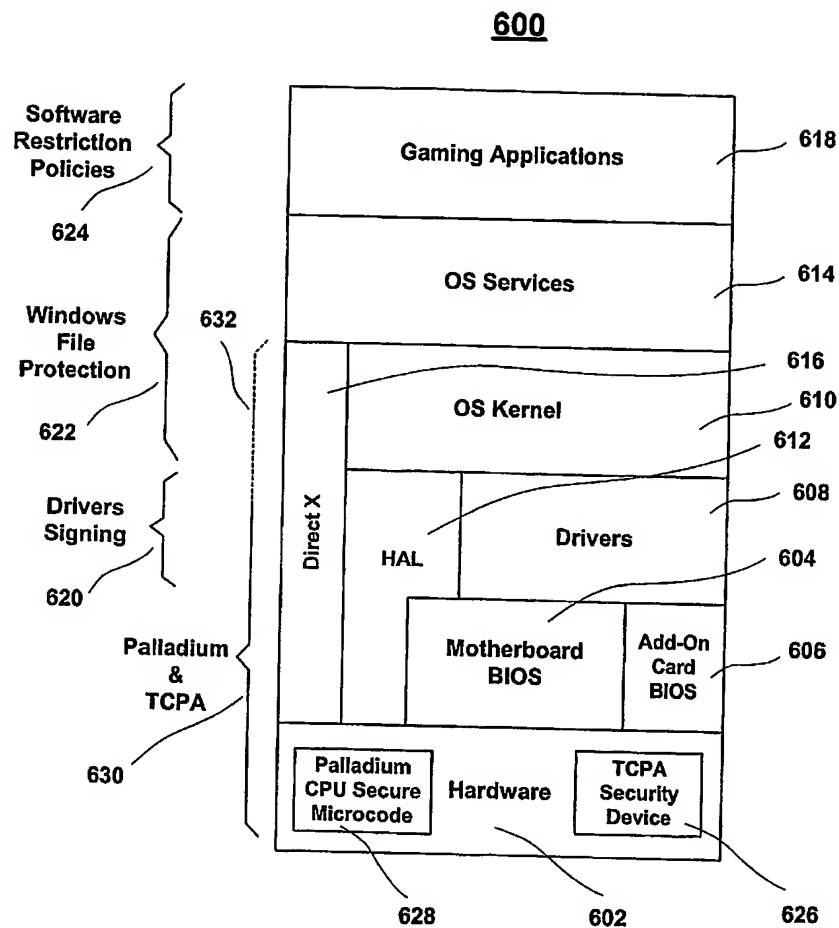 600
Software
Restriction
Policies
624
Gaming Applications
618
OS Services
614
Windows
File
Protection
622
632
616
OS Kernel
610
612
Drivers
Signing
620
Direct X
HAL
Drivers
608
604
Motherboard
BIOS
Add-On
Card
BIOS
606
Palladium
&
TCPA
630
Palladium
CPU Secure
Microcode
Hardware
TCPA
Security
Device
628
602
626